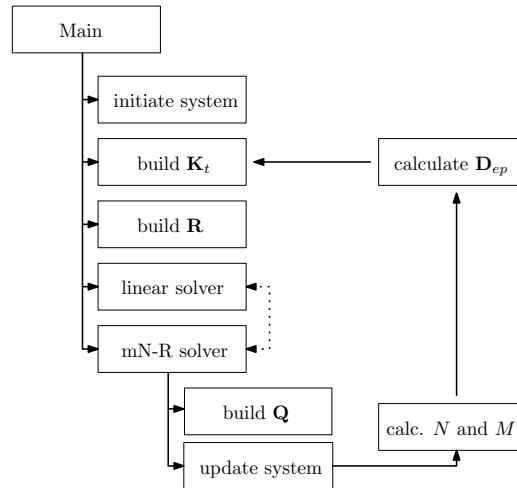 Main
initiate system
build K_t
calculate D_ep
build R
linear solver
mN-R solver
build Q
calc. N and M
update system